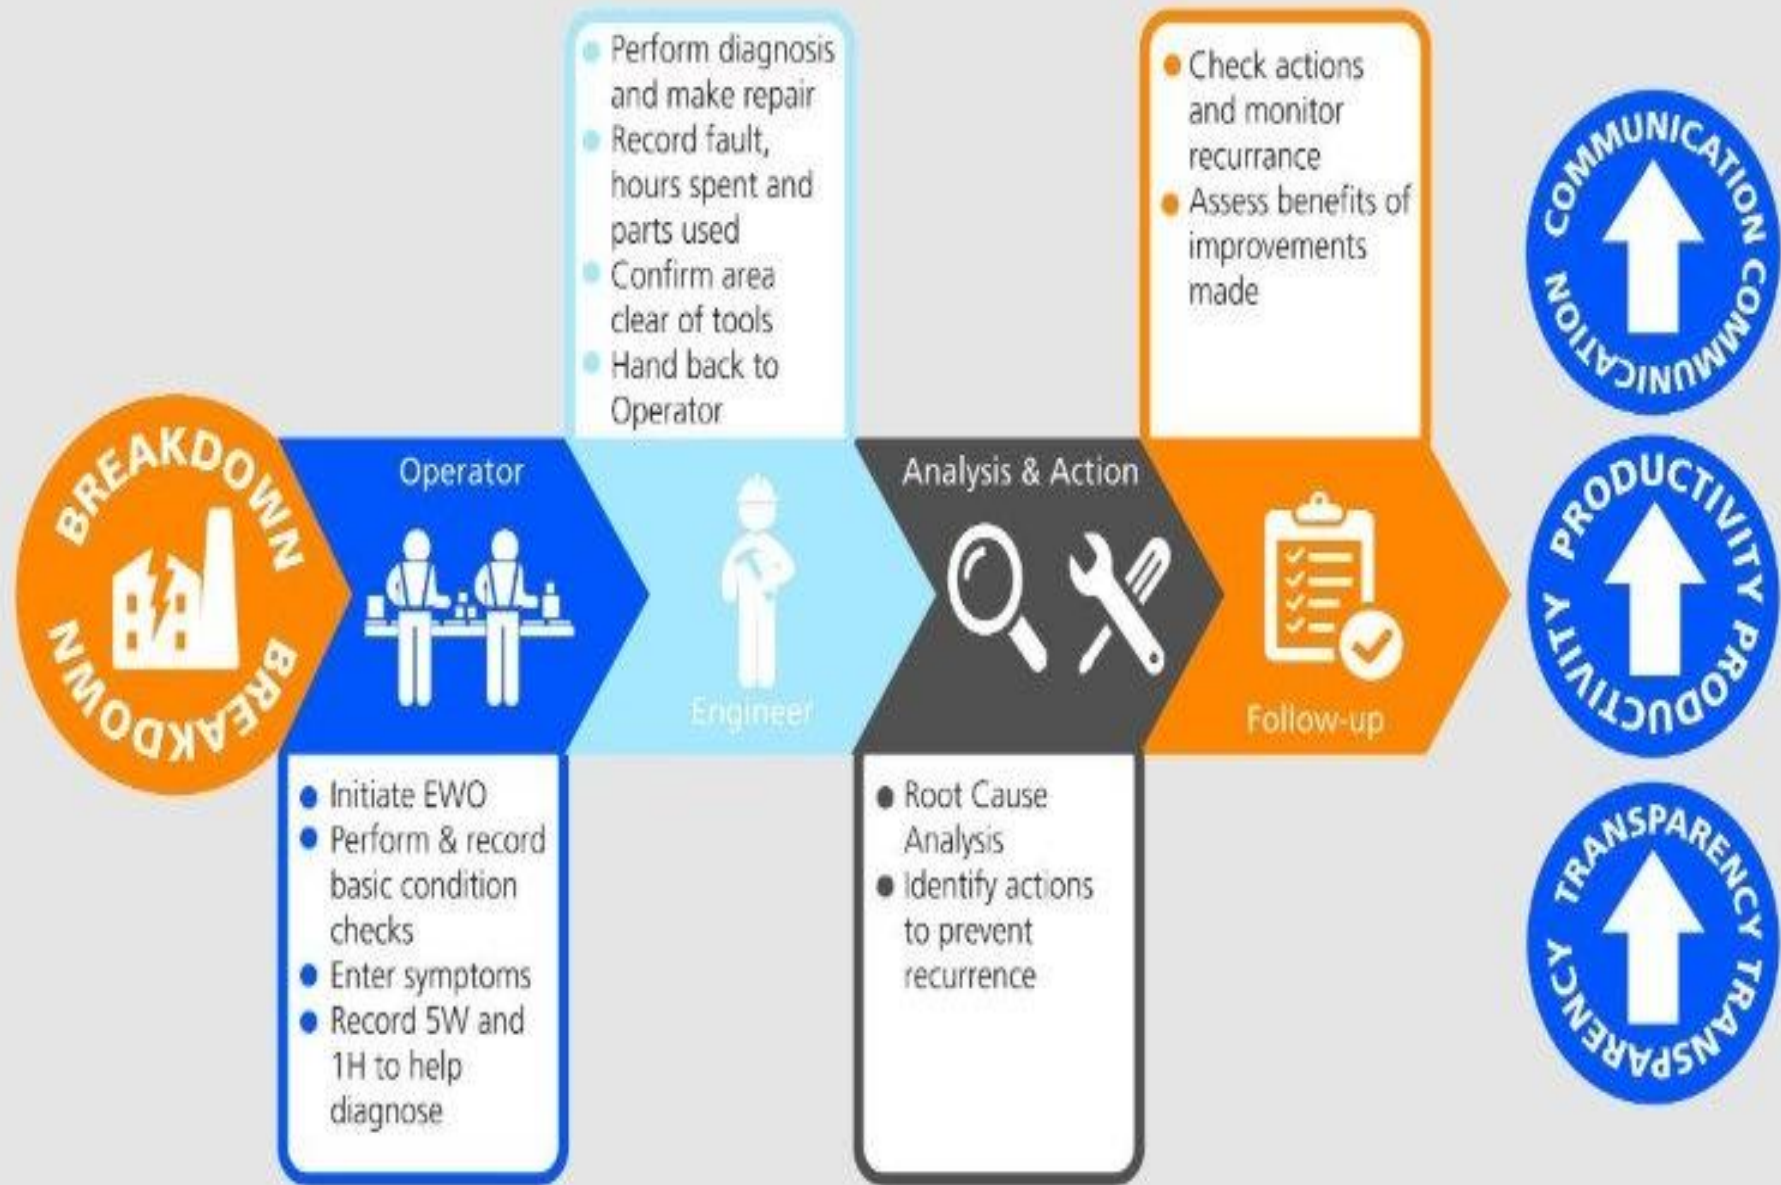 BREAKDOWN
BREAKDOWN
Operator
Initiate EWO
Perform & record
basic condition
checks
Enter symptoms
Record 5W and
1H to help
diagnose
Perform diagnosis
and make repair
Record fault,
hours spent and
parts used
Confirm area
clear of tools
Hand back to
Operator
Engineer
Analysis & Action
Root Cause
Analysis
Identify actions
to prevent
recurrence
Check actions
and monitor
recurrance
Assess benefits of
improvements
made
Follow-up
COMMUNICATION
COMMUNICATION
PRODUCTIVITY
PRODUCTIVITY
TRANSPARENCY
TRANSPARENCY